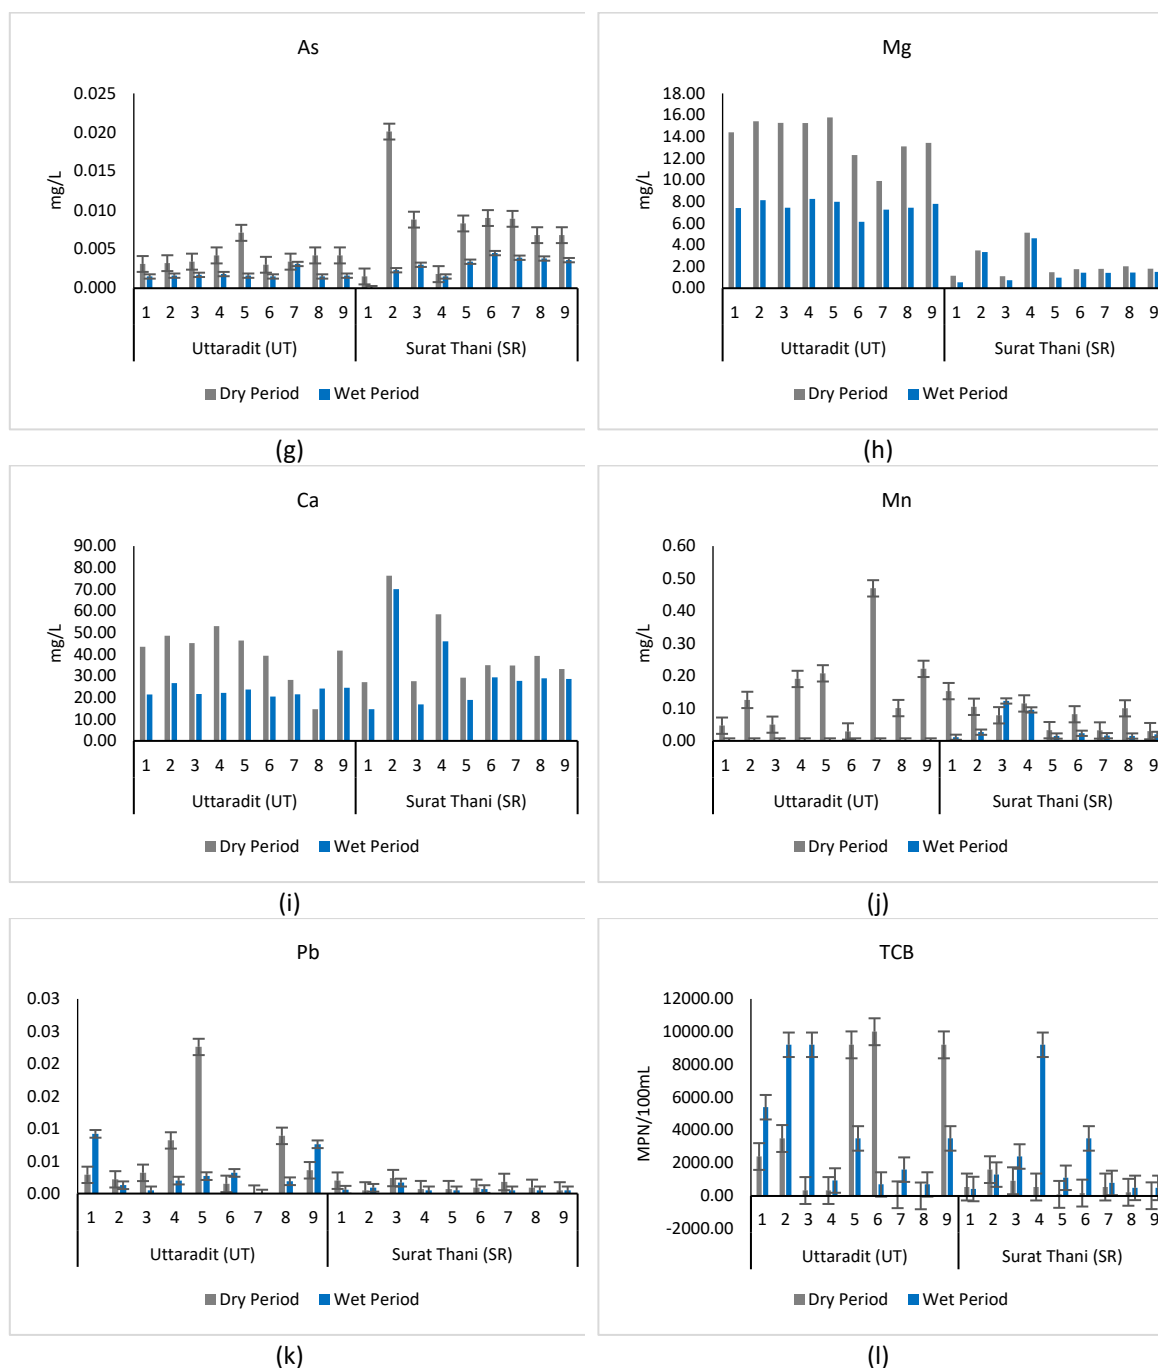 As
0.025
0.020
0.015
0.010
0.005
0.000
mg/L
1 2 3 4 5 6 7 8 9 1 2 3 4 5 6 7 8 9
Uttaradit (UT) Surat Thani (SR)
Dry Period Wet Period
(g)
Mg
18.00
16.00
14.00
12.00
10.00
8.00
6.00
4.00
2.00
0.00
mg/L
1 2 3 4 5 6 7 8 9 1 2 3 4 5 6 7 8 9
Uttaradit (UT) Surat Thani (SR)
Dry Period Wet Period
(h)
Ca
90.00
80.00
70.00
60.00
50.00
40.00
30.00
20.00
10.00
0.00
mg/L
1 2 3 4 5 6 7 8 9 1 2 3 4 5 6 7 8 9
Uttaradit (UT) Surat Thani (SR)
Dry Period Wet Period
(i)
Mn
0.60
0.50
0.40
0.30
0.20
0.10
0.00
mg/L
1 2 3 4 5 6 7 8 9 1 2 3 4 5 6 7 8 9
Uttaradit (UT) Surat Thani (SR)
Dry Period Wet Period
(j)
Pb
0.03
0.03
0.02
0.02
0.01
0.01
0.00
1 2 3 4 5 6 7 8 9 1 2 3 4 5 6 7 8 9
Uttaradit (UT) Surat Thani (SR)
Dry Period Wet Period
(k)
TCB
12000.00
10000.00
8000.00
6000.00
4000.00
2000.00
0.00
-2000.00
MPN/100mL
1 2 3 4 5 6 7 8 9 1 2 3 4 5 6 7 8 9
Uttaradit (UT) Surat Thani (SR)
Dry Period Wet Period
(l)